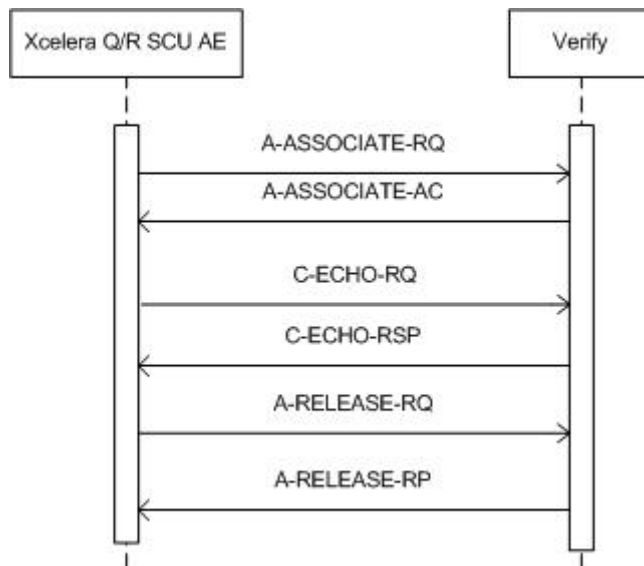 Xcelera Q/R SCU AE
Verify
A-ASSOCIATE-RQ
A-ASSOCIATE-AC
C-ECHO-RQ
C-ECHO-RSP
A-RELEASE-RQ
A-RELEASE-RP